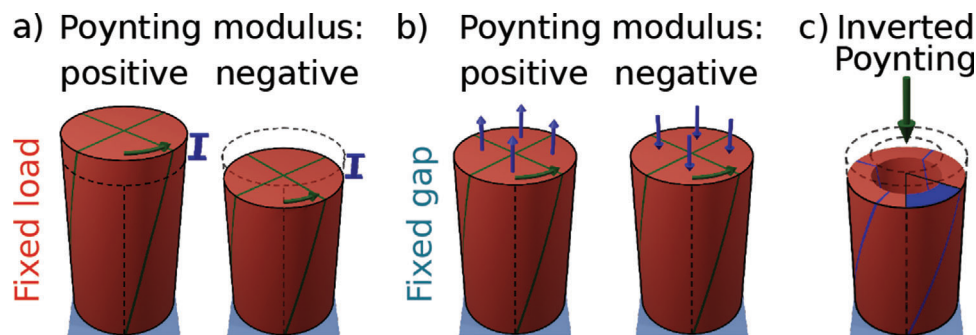 a) Poynting modulus:
positive negative
Fixed load
b) Poynting modulus:
positive negative
Fixed gap
c) Inverted
Poynting